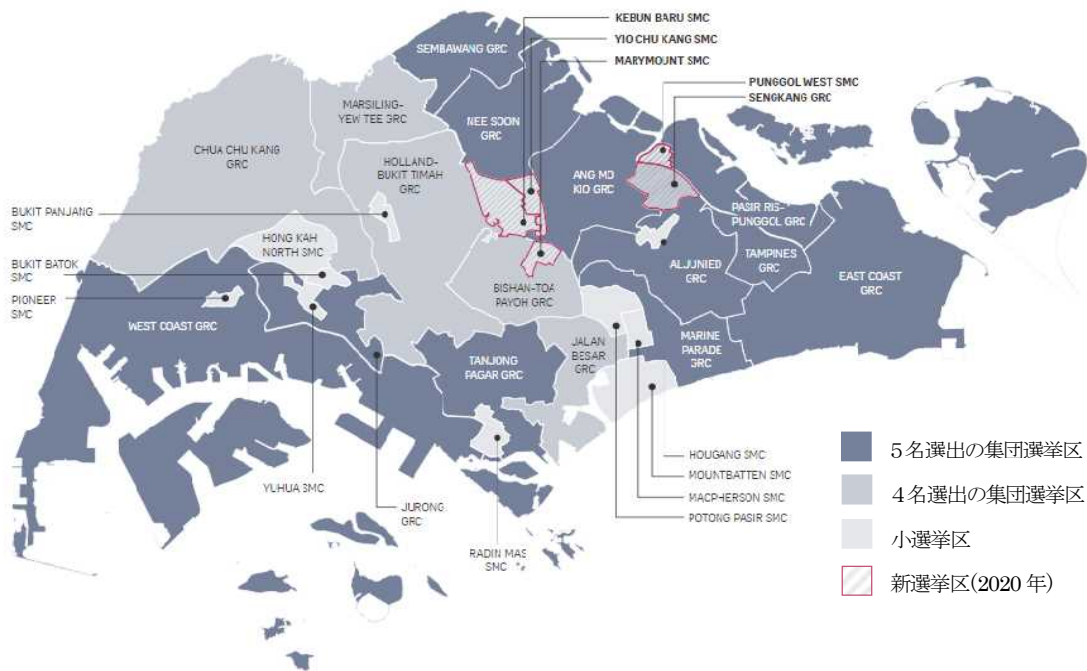 KEBUN BARU SMC
YIO CHU KANG SMC
MARYMOUNT SMC
PUNGGOL WEST SMC
SENGKANG GRC
SEMBAWANG GRC
MARSILING-
YEW TEE GRC
NEE SOON
GRC
CHUA CHU KANG
GRC
HOLLAND-
BUKIT TIMAH
GRC
ANG MO
KIO GRC
PASIR RIS-
PUNGGOL GRC
BUKIT PANJANG
SMC
HONG KAH
NORTH SMC
ALJUNIED
GRC
TAMPINES
GRC
EAST COAST
GRC
BUKIT BATOK
SMC
PIONEER
SMC
WEST COAST GRC
BISHAN-TOA
PAYOH GRC
TANJONG
PAGAR GRC
JALAN
BESAR
GRC
MARINE
PARADE
GRC
YUHUA SMC
JURONG
GRC
RADIN MAS
SMC
HOUGANG SMC
MOUNTBATTEN SMC
MACPHERSON SMC
POTONG PASIR SMC
5名選出の集団選挙区
4名選出の集団選挙区
小選挙区
新選挙区(2020 年)